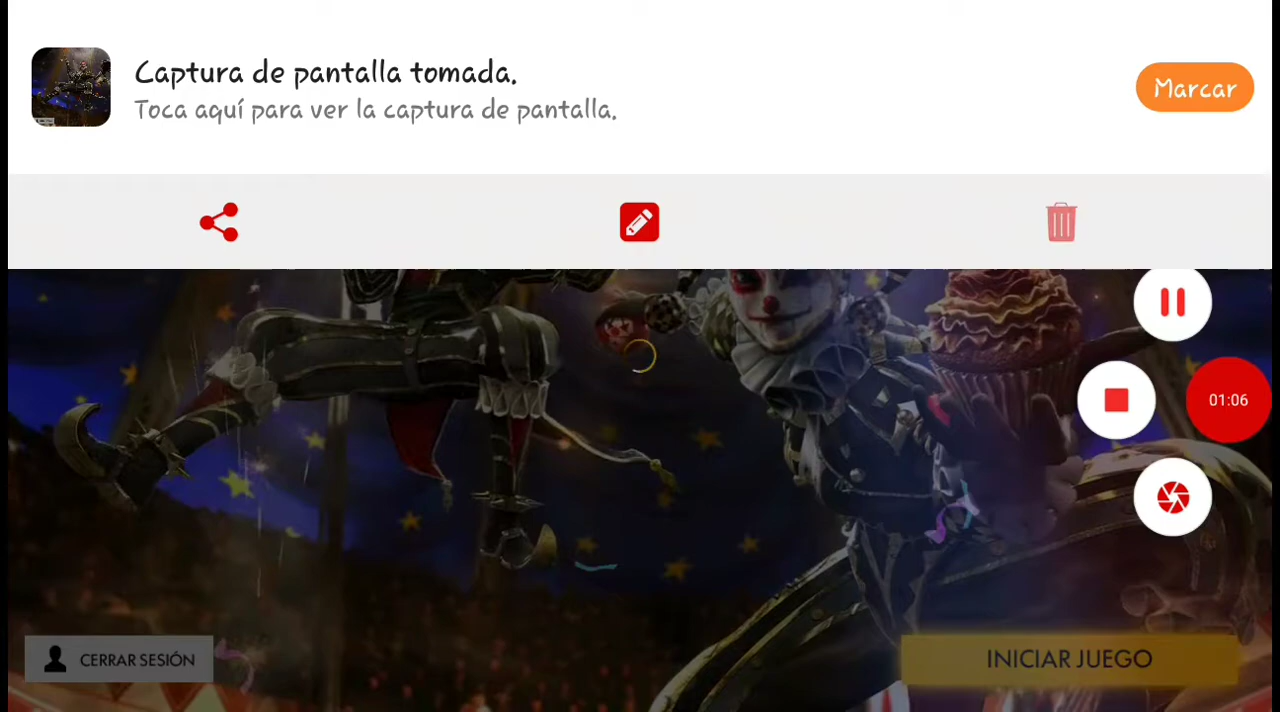 Captura de pantalla tomada.
Toca aquí para ver la captura de pantalla.
Marcar
01:06
CERRAR SESIÓN
INICIAR JUEGO